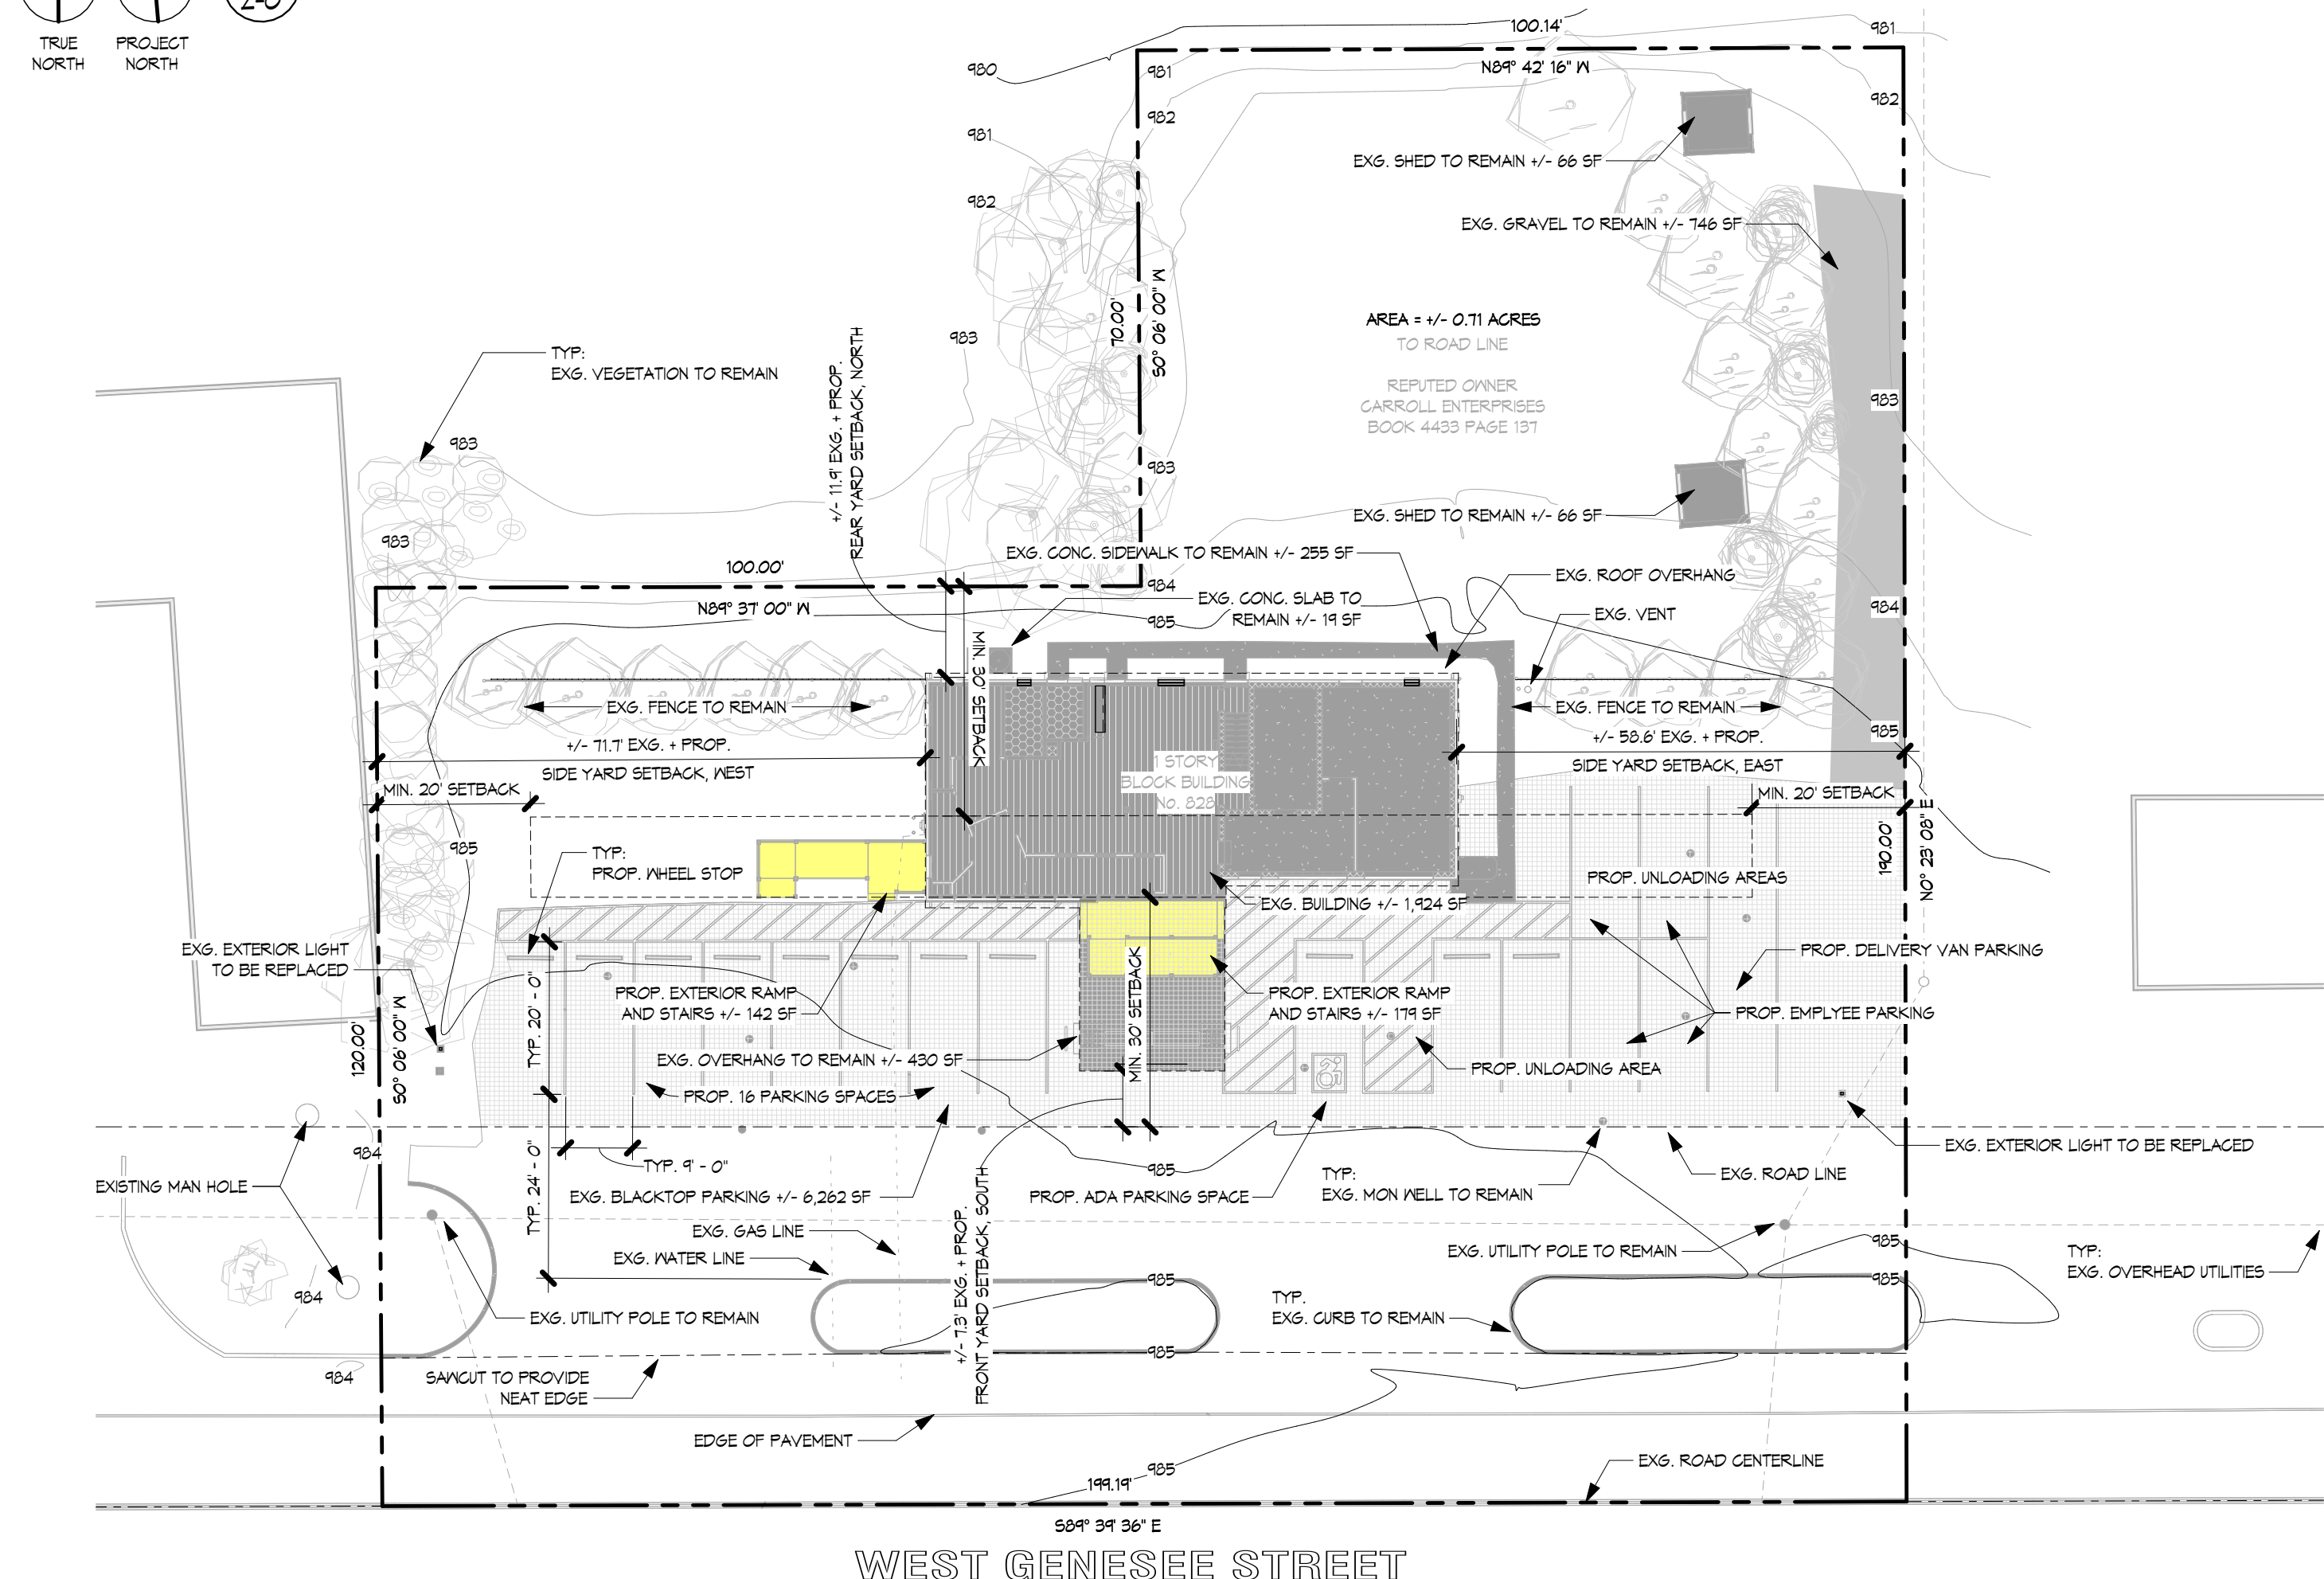 TRUE
NORTH
PROJECT
NORTH
100.14'
N89° 42' 16" W
980
981
982
981
982
981
982
EXG. SHED TO REMAIN +/- 66 SF
EXG. GRAVEL TO REMAIN +/- 746 SF
70.00'
S0° 06' 00" W
AREA = +/- 0.71 ACRES
TO ROAD LINE
REPUTED OWNER
CARROLL ENTERPRISES
BOOK 4433 PAGE 137
983
983
983
TYP:
EXG. VEGETATION TO REMAIN
+/- 11.9' EXG. + PROP.
REAR YARD SETBACK, NORTH
983
983
EXG. SHED TO REMAIN +/- 66 SF
EXG. CONC. SIDEWALK TO REMAIN +/- 255 SF
100.00'
N89° 37' 00" W
984
985
984
EXG. ROOF OVERHANG
EXG. CONC. SLAB TO
REMAIN +/- 19 SF
EXG. VENT
MIN. 30' SETBACK
EXG. FENCE TO REMAIN
EXG. FENCE TO REMAIN
985
+/- 71.7' EXG. + PROP.
SIDE YARD SETBACK, WEST
+/- 58.6' EXG. + PROP.
SIDE YARD SETBACK, EAST
1 STORY
BLOCK BUILDING
No. 828
MIN. 20' SETBACK
MIN. 20' SETBACK
190.00'
N0° 23' 08" E
985
TYP:
PROP. WHEEL STOP
PROP. UNLOADING AREAS
EXG. BUILDING +/- 1,924 SF
EXG. EXTERIOR LIGHT
TO BE REPLACED
PROP. DELIVERY VAN PARKING
TYP. 20' - 0"
PROP. EXTERIOR RAMP
AND STAIRS +/- 142 SF
MIN. 30' SETBACK
PROP. EXTERIOR RAMP
AND STAIRS +/- 179 SF
PROP. EMPLYEE PARKING
120.00'
S0° 06' 00" W
EXG. OVERHANG TO REMAIN +/- 430 SF
PROP. UNLOADING AREA
PROP. 16 PARKING SPACES
984
TYP. 9' - 0"
TYP. 24' - 0"
EXG. EXTERIOR LIGHT TO BE REPLACED
985
EXISTING MAN HOLE
EXG. BLACKTOP PARKING +/- 6,262 SF
PROP. ADA PARKING SPACE
TYP:
EXG. MON WELL TO REMAIN
EXG. ROAD LINE
EXG. GAS LINE
EXG. WATER LINE
+/- 7.3' EXG. + PROP.
FRONT YARD SETBACK, SOUTH
EXG. UTILITY POLE TO REMAIN
985
TYP:
EXG. OVERHEAD UTILITIES
985
985
984
EXG. UTILITY POLE TO REMAIN
TYP.
EXG. CURB TO REMAIN
985
984
SAWCUT TO PROVIDE
NEAT EDGE
EDGE OF PAVEMENT
EXG. ROAD CENTERLINE
985
199.19'
S89° 39' 36" E
WEST GENESEE STREET